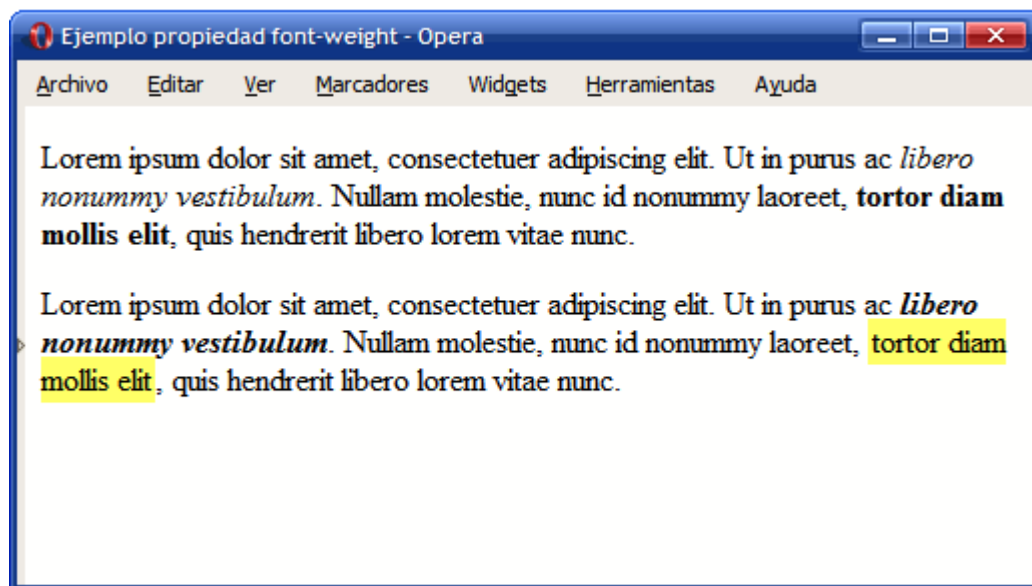 Ejemplo propiedad font-weight - Opera
Archivo Editar Ver Marcadores Widgets Herramientas Ayuda
Lorem ipsum dolor sit amet, consectetuer adipiscing elit. Ut in purus ac libero
nonummy vestibulum. Nullam molestie, nunc id nonummy laoreet, tortor diam
mollis elit, quis hendrerit libero lorem vitae nunc.
Lorem ipsum dolor sit amet, consectetuer adipiscing elit. Ut in purus ac libero
nonummy vestibulum. Nullam molestie, nunc id nonummy laoreet, tortor diam
mollis elit, quis hendrerit libero lorem vitae nunc.